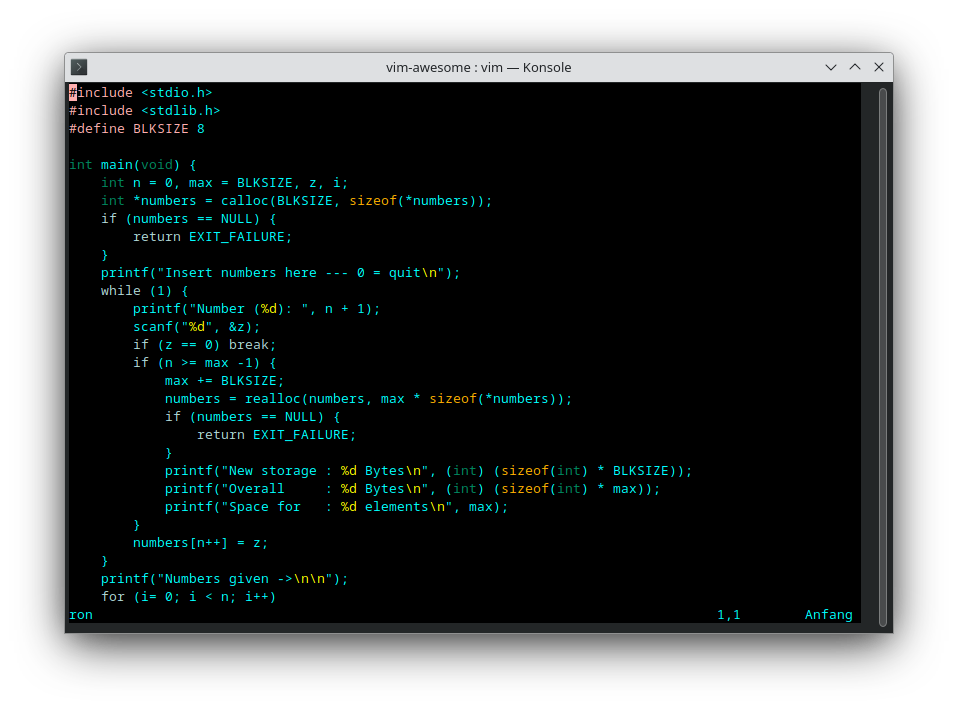 vim-awesome : vim — Konsole
#include <stdio.h>
#include <stdlib.h>
#define BLKSIZE 8

int main(void) {
    int n = 0, max = BLKSIZE, z, i;
    int *numbers = calloc(BLKSIZE, sizeof(*numbers));
    if (numbers == NULL) {
        return EXIT_FAILURE;
    }
    printf("Insert numbers here --- 0 = quit\n");
    while (1) {
        printf("Number (%d): ", n + 1);
        scanf("%d", &z);
        if (z == 0) break;
        if (n >= max -1) {
            max += BLKSIZE;
            numbers = realloc(numbers, max * sizeof(*numbers));
            if (numbers == NULL) {
                return EXIT_FAILURE;
            }
            printf("New storage : %d Bytes\n", (int) (sizeof(int) * BLKSIZE));
            printf("Overall     : %d Bytes\n", (int) (sizeof(int) * max));
            printf("Space for   : %d elements\n", max);
        }
        numbers[n++] = z;
    }
    printf("Numbers given ->\n\n");
    for (i= 0; i < n; i++)
ron 1,1 Anfang